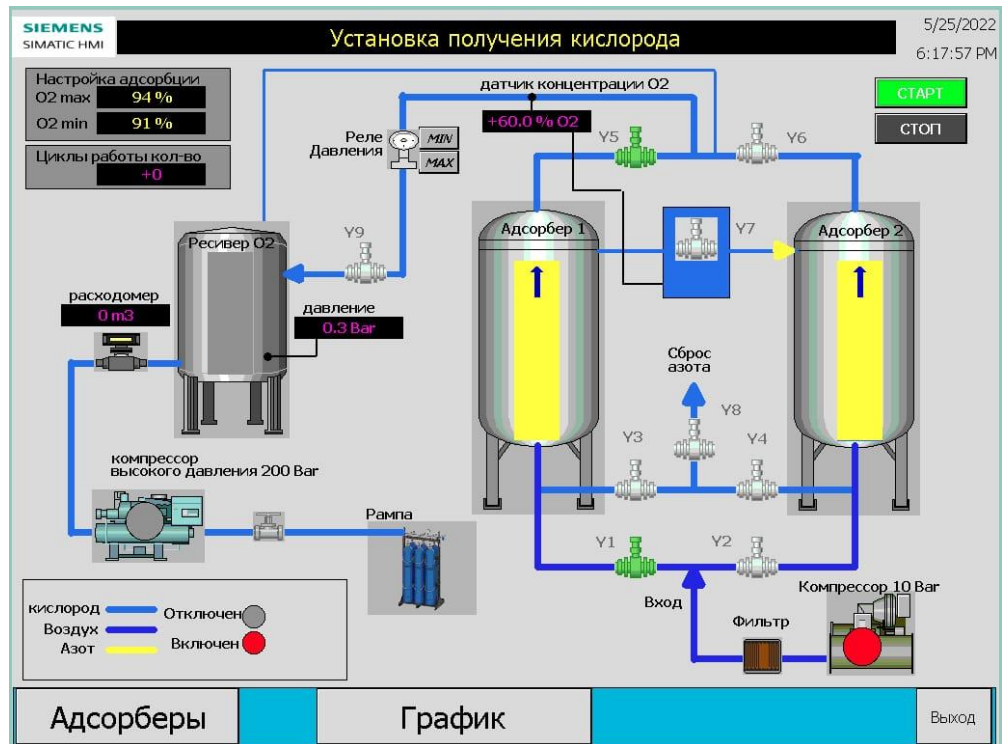 SIEMENS
SIMATIC HMI
Установка получения кислорода
5/25/2022
6:17:57 PM
Настройка адсорбции
O2 max 94 %
O2 min 91 %
Циклы работы кол-во
+0
датчик концентрации O2
+60.0 % O2
Реле
Давления
MIN
MAX
СТАРТ
СТОП
Y5
Y6
Y9
Y7
Ресивер O2
Адсорбер 1
Адсорбер 2
расходомер
0 m3
давление
0.3 Bar
Сброс
азота
Y8
Y3
Y4
компрессор
высокого давления 200 Bar
Рампа
Y1
Y2
Вход
Фильтр
Компрессор 10 Bar
кислород
Воздух
Азот
Отключен
Включен
Адсорберы
График
Выход